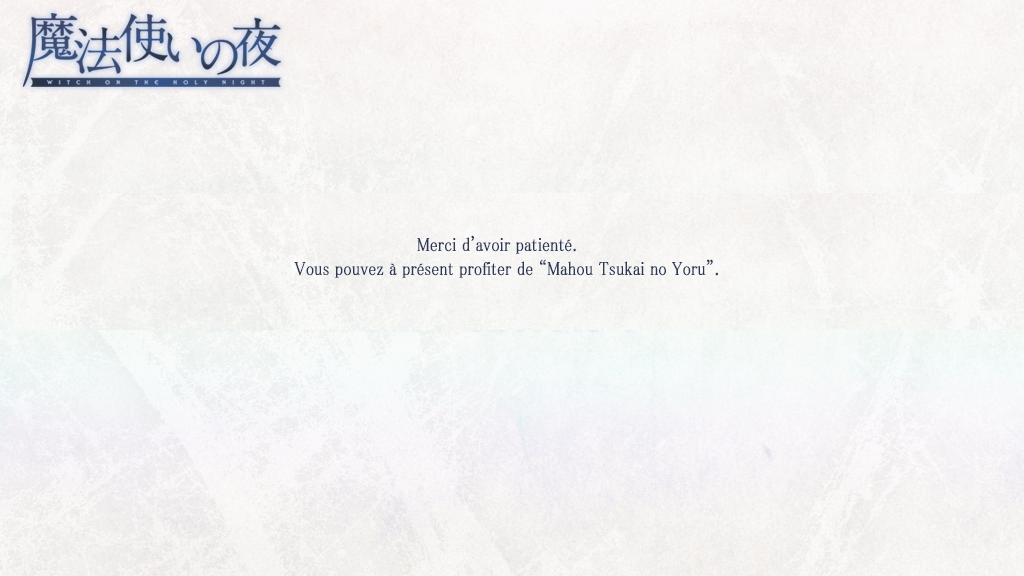 魔法使いの夜
WITCH ON THE HOLY NIGHT
Merci d’avoir patienté.
Vous pouvez à présent profiter de “Mahou Tsukai no Yoru”.